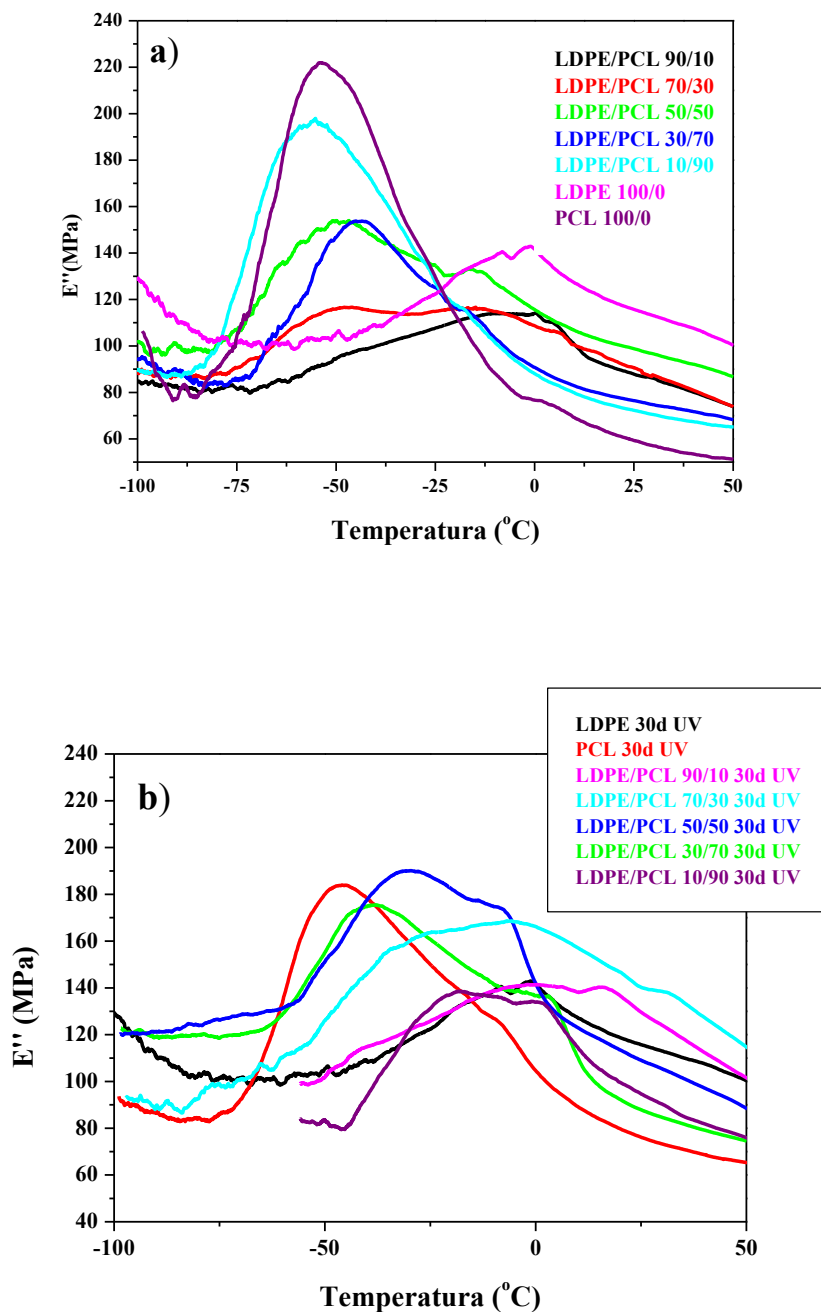 a)
LDPE/PCL 90/10
LDPE/PCL 70/30
LDPE/PCL 50/50
LDPE/PCL 30/70
LDPE/PCL 10/90
LDPE 100/0
PCL 100/0
E''(MPa)
240
220
200
180
160
140
120
100
80
60
-100 -75 -50 -25 0 25 50
Temperatura (°C)
b)
LDPE 30d UV
PCL 30d UV
LDPE/PCL 90/10 30d UV
LDPE/PCL 70/30 30d UV
LDPE/PCL 50/50 30d UV
LDPE/PCL 30/70 30d UV
LDPE/PCL 10/90 30d UV
E'' (MPa)
240
220
200
180
160
140
120
100
80
60
40
-100 -50 0 50
Temperatura (°C)